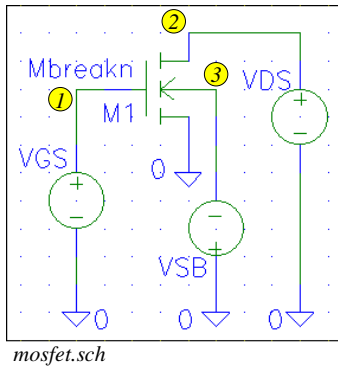 2
Mbreakn
3
1
VDS
+
M1
-
VGS
0
+
-
-
VSB
+
0
0
0
mosfet.sch